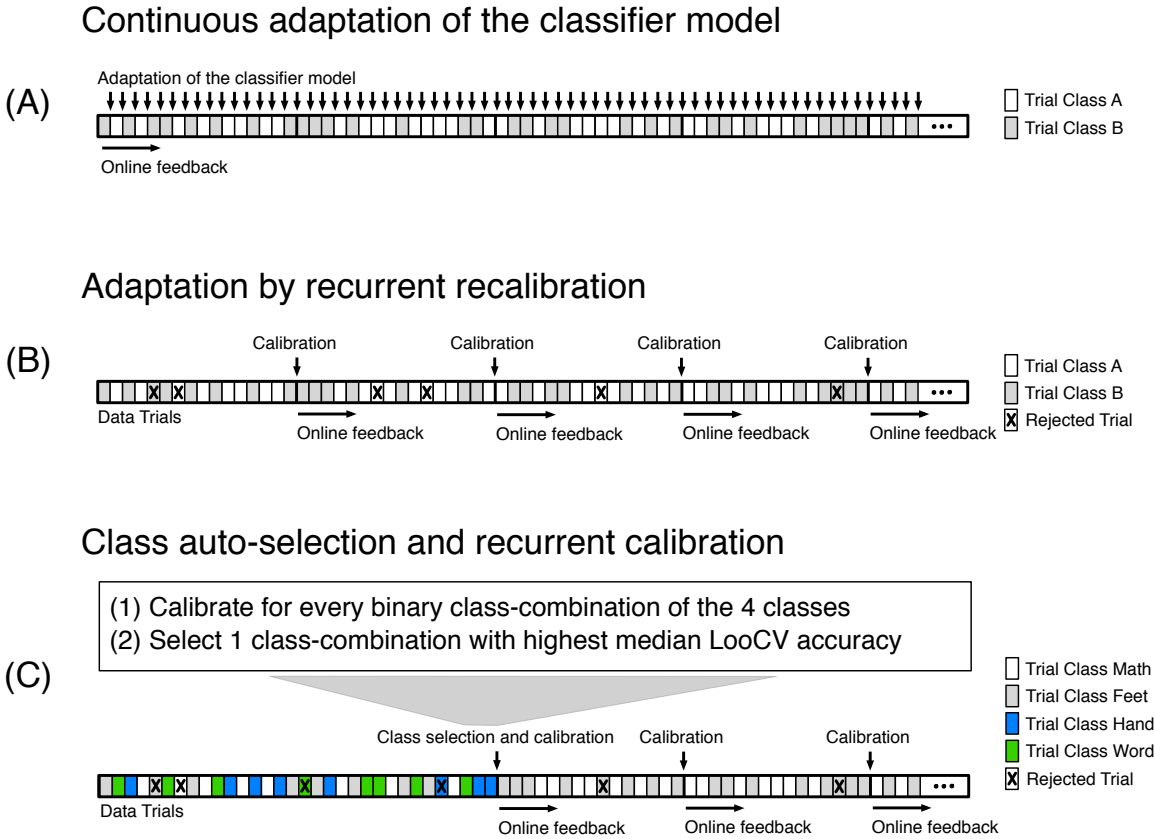 Continuous adaptation of the classifier model
(A)
Adaptation of the classifier model
Trial Class A
Trial Class B
...
Online feedback
Adaptation by recurrent recalibration
(B)
Calibration Calibration Calibration Calibration
Trial Class A
Trial Class B
X Rejected Trial
X X X X X X ...
Data Trials
Online feedback Online feedback Online feedback Online feedback
Class auto-selection and recurrent calibration
(1) Calibrate for every binary class-combination of the 4 classes
(2) Select 1 class-combination with highest median LooCV accuracy
(C)
Trial Class Math
Trial Class Feet
Trial Class Hand
Trial Class Word
X Rejected Trial
Class selection and calibration Calibration Calibration
X X X X X X ...
Data Trials
Online feedback Online feedback Online feedback